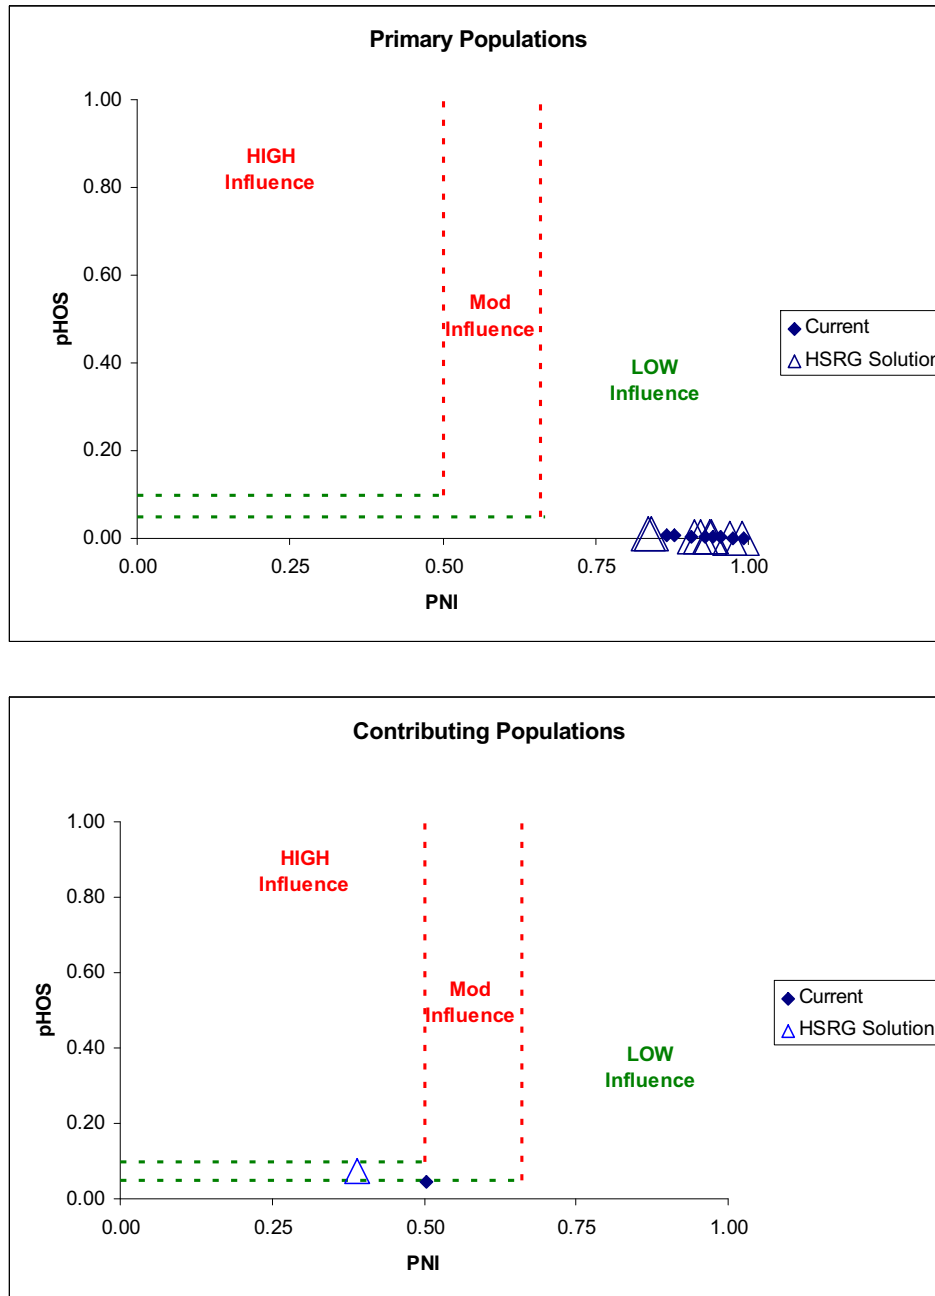 Primary Populations
1.00
HIGH
Influence
0.80
0.60
pHOS
Mod
Influence
Current
HSRG Solution
0.40
LOW
Influence
0.20
0.00
0.00 0.25 0.50 0.75 1.00
PNI
Contributing Populations
1.00
HIGH
Influence
0.80
0.60
pHOS
Mod
Influence
Current
HSRG Solution
0.40
LOW
Influence
0.20
0.00
0.00 0.25 0.50 0.75 1.00
PNI